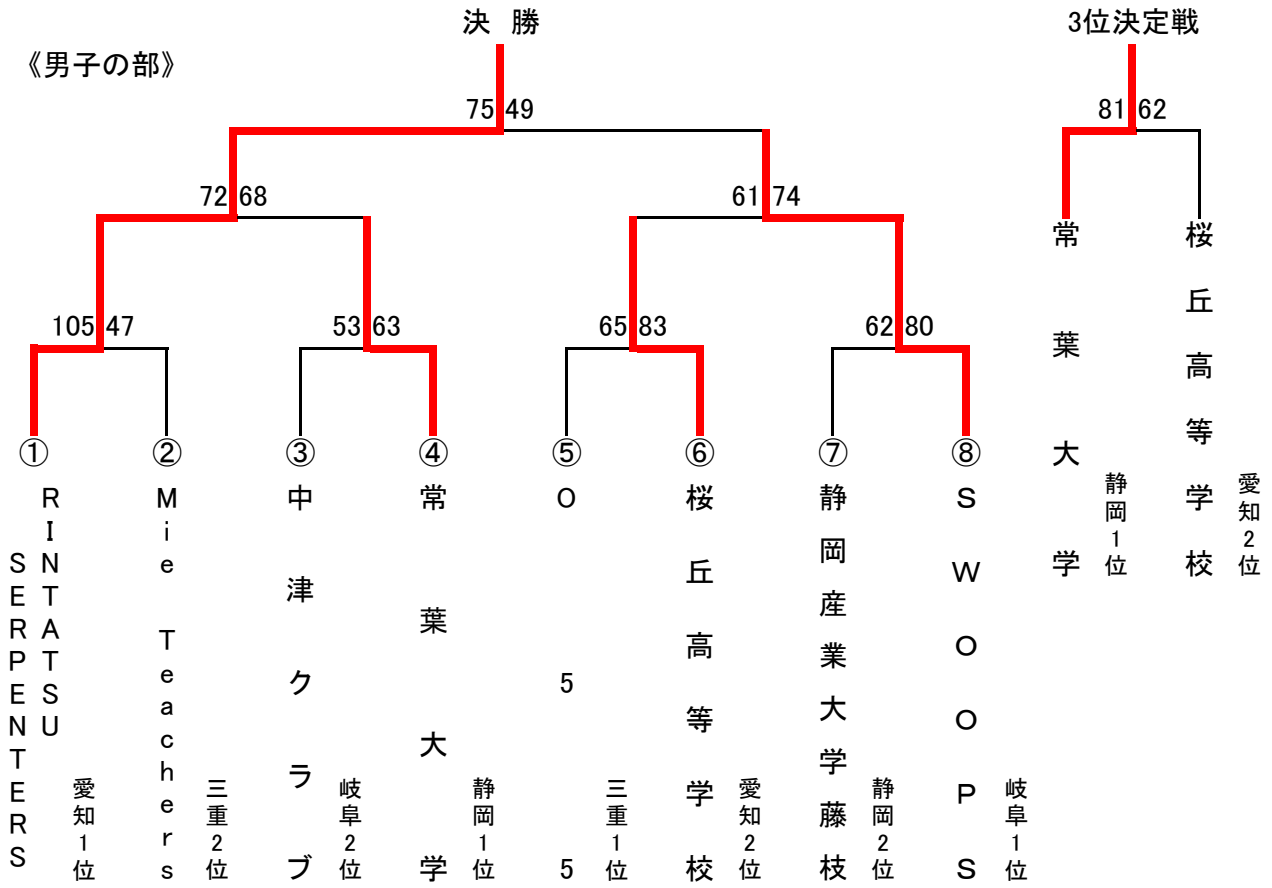 決 勝
3位決定戦
《男子の部》
75 49
81 62
72 68
61 74
常葉大学
静岡1位
桜丘高等学校
愛知2位
105 47
53 63
65 83
62 80
①
②
③
④
⑤
⑥
⑦
⑧
RINTATSU
SERPENTERS
愛知1位
Mie Teachers
三重2位
中津クラブ
岐阜2位
常葉大学
静岡1位
O55
三重1位
桜丘高等学校
愛知2位
静岡産業大学藤枝
静岡2位
SWOOPS
岐阜1位